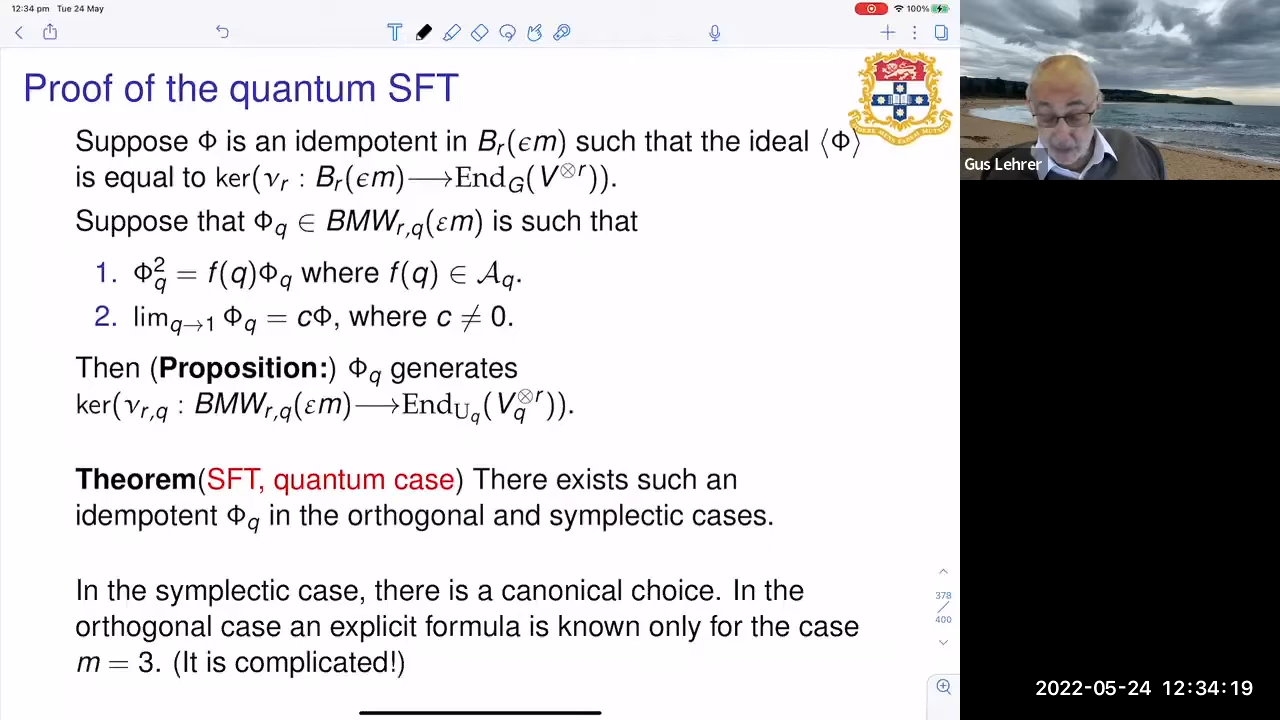 12:34 pm Tue 24 May
100%
Proof of the quantum SFT
Suppose Φ is an idempotent in B_r(ϵm) such that the ideal ⟨Φ⟩
is equal to ker(ν_r : B_r(ϵm)⟶End_G(V^{⊗r})).
Suppose that Φ_q ∈ BMW_{r,q}(εm) is such that
1. Φ_q^2 = f(q)Φ_q where f(q) ∈ 𝒜_q.
2. lim_{q→1} Φ_q = cΦ, where c ≠ 0.
Then (Proposition:) Φ_q generates
ker(ν_{r,q} : BMW_{r,q}(εm)⟶End_{U_q}(V_q^{⊗r})).
Theorem(SFT, quantum case) There exists such an
idempotent Φ_q in the orthogonal and symplectic cases.
In the symplectic case, there is a canonical choice. In the
orthogonal case an explicit formula is known only for the case
m = 3. (It is complicated!)
378
/
400
Gus Lehrer
2022-05-24 12:34:19